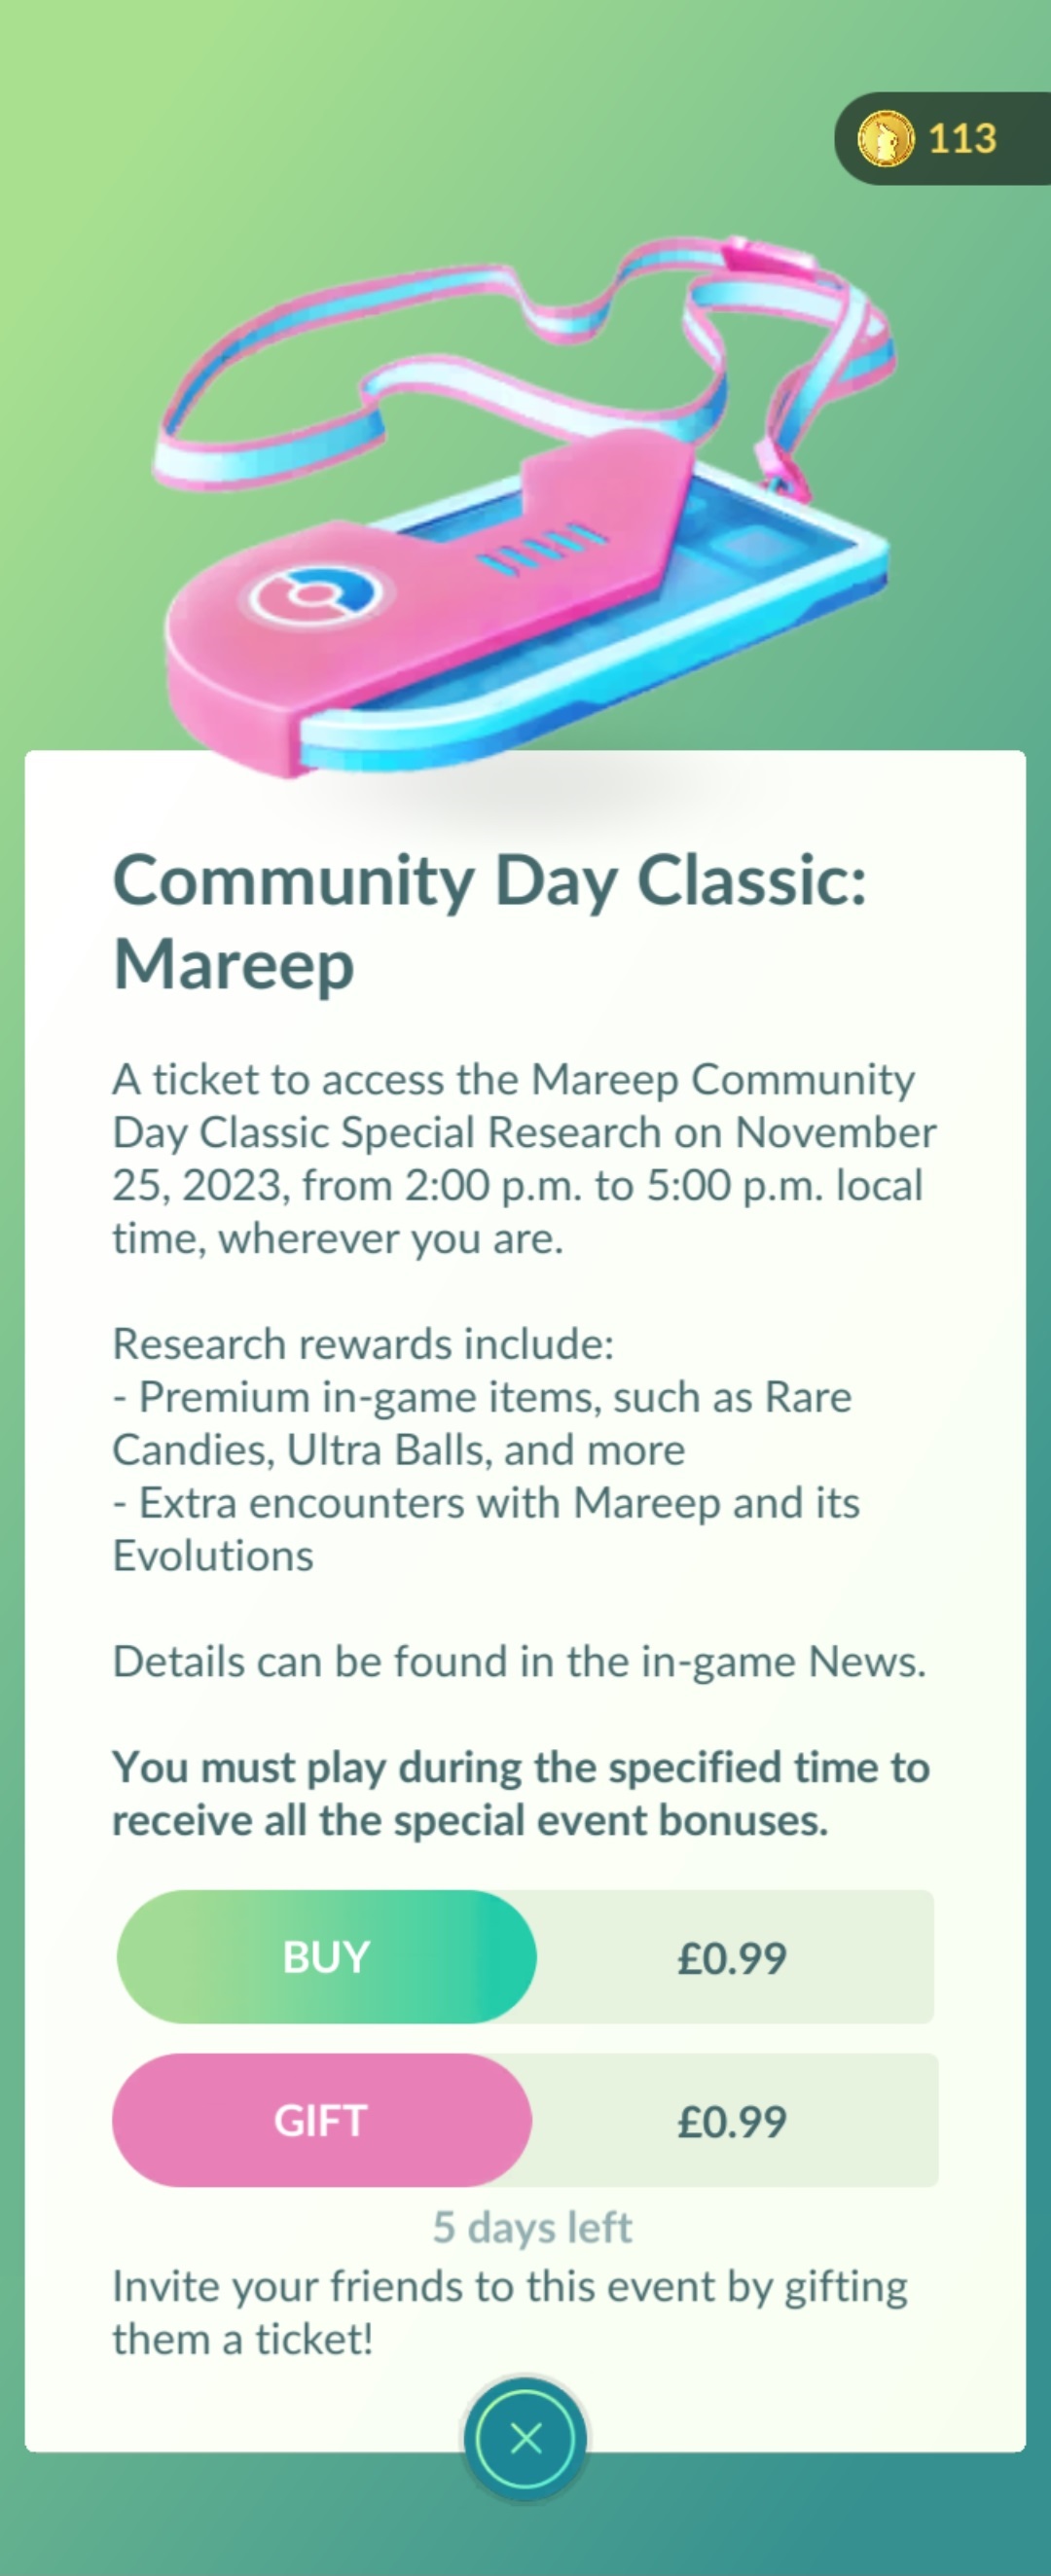 113
Community Day Classic:
Mareep
A ticket to access the Mareep Community
Day Classic Special Research on November
25, 2023, from 2:00 p.m. to 5:00 p.m. local
time, wherever you are.
Research rewards include:
- Premium in-game items, such as Rare
Candies, Ultra Balls, and more
- Extra encounters with Mareep and its
Evolutions
Details can be found in the in-game News.
You must play during the specified time to
receive all the special event bonuses.
BUY £0.99
GIFT £0.99
5 days left
Invite your friends to this event by gifting
them a ticket!